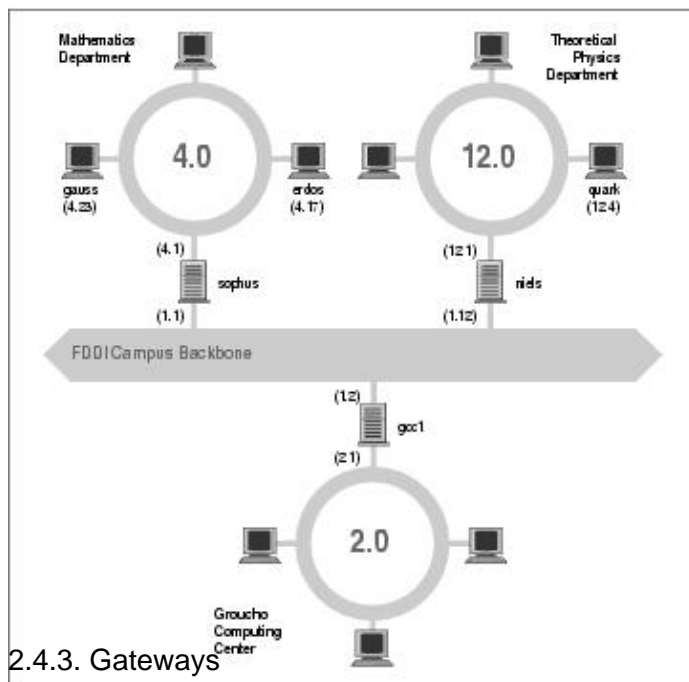 Mathematics
Department
Theoretical
Physics
Department
4.0
12.0
gauss
(4.23)
erdos
(4.17)
quark
(12.4)
(4.1)
(12.1)
sophus
niels
(1.1)
(1.12)
FDDI Campus Backbone
(1.2)
gcc1
(2.1)
2.0
Groucho
Computing
Center
2.4.3. Gateways